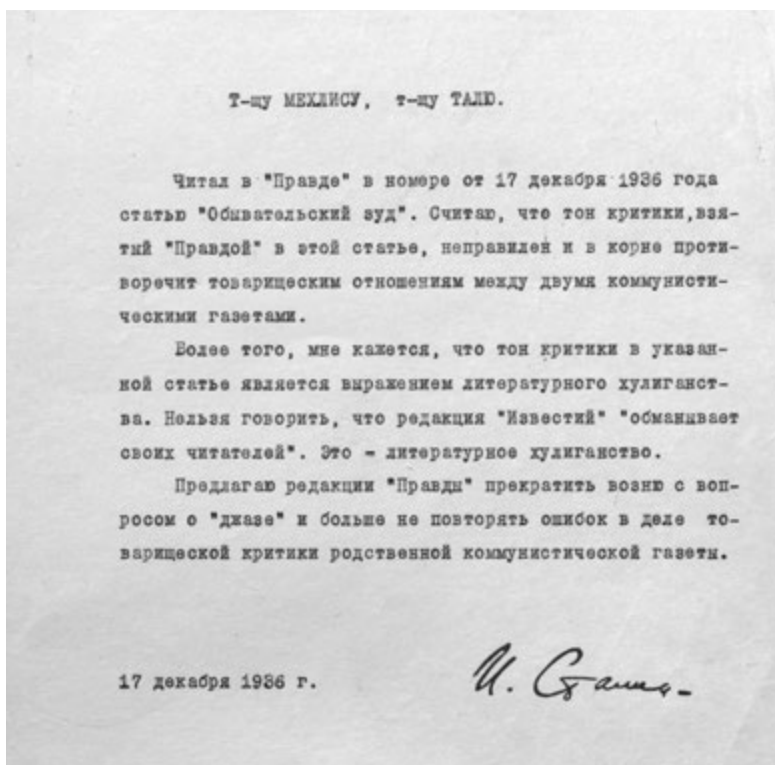 Т-щу МЕХЛИСУ, т-щу ТАЛЮ.
Читал в "Правде" в номере от 17 декабря 1936 года
статью "Обывательский зуд". Считаю, что тон критики,взя-
тый "Правдой" в этой статье, неправилен и в корне проти-
воречит товарищеским отношениям между двумя коммунисти-
ческими газетами.
Более того, мне кажется, что тон критики в указан-
ной статье является выражением литературного хулиганст-
ва. Нельзя говорить, что редакция "Известий" "обманывает
своих читателей". Это - литературное хулиганство.
Предлагаю редакции "Правды" прекратить возню с воп-
росом о "джазе" и больше не повторять ошибок в деле то-
варищеской критики родственной коммунистической газеты.
17 декабря 1936 г.
И. Сталин